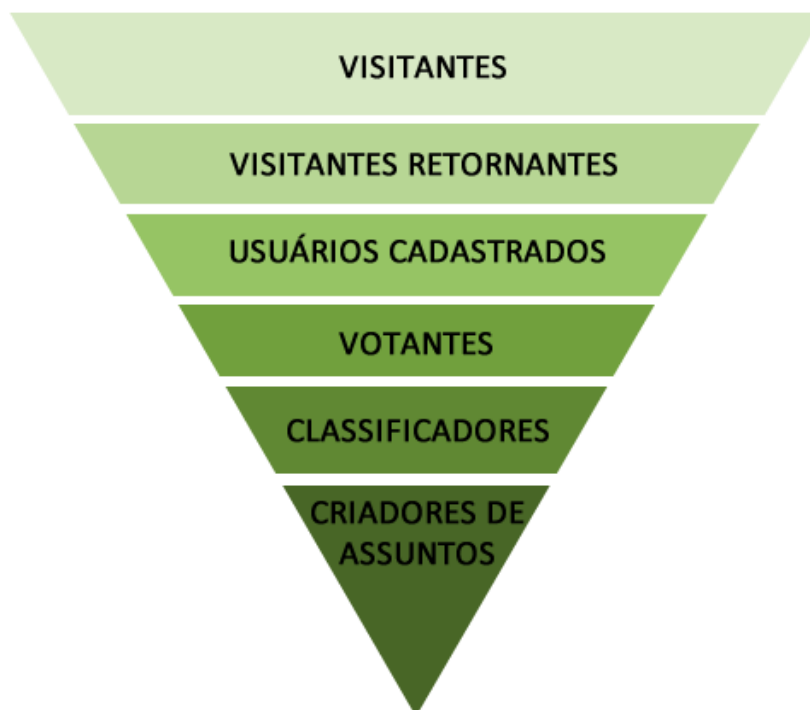 VISITANTES
VISITANTES RETORNANTES
USUÁRIOS CADASTRADOS
VOTANTES
CLASSIFICADORES
CRIADORES DE
ASSUNTOS